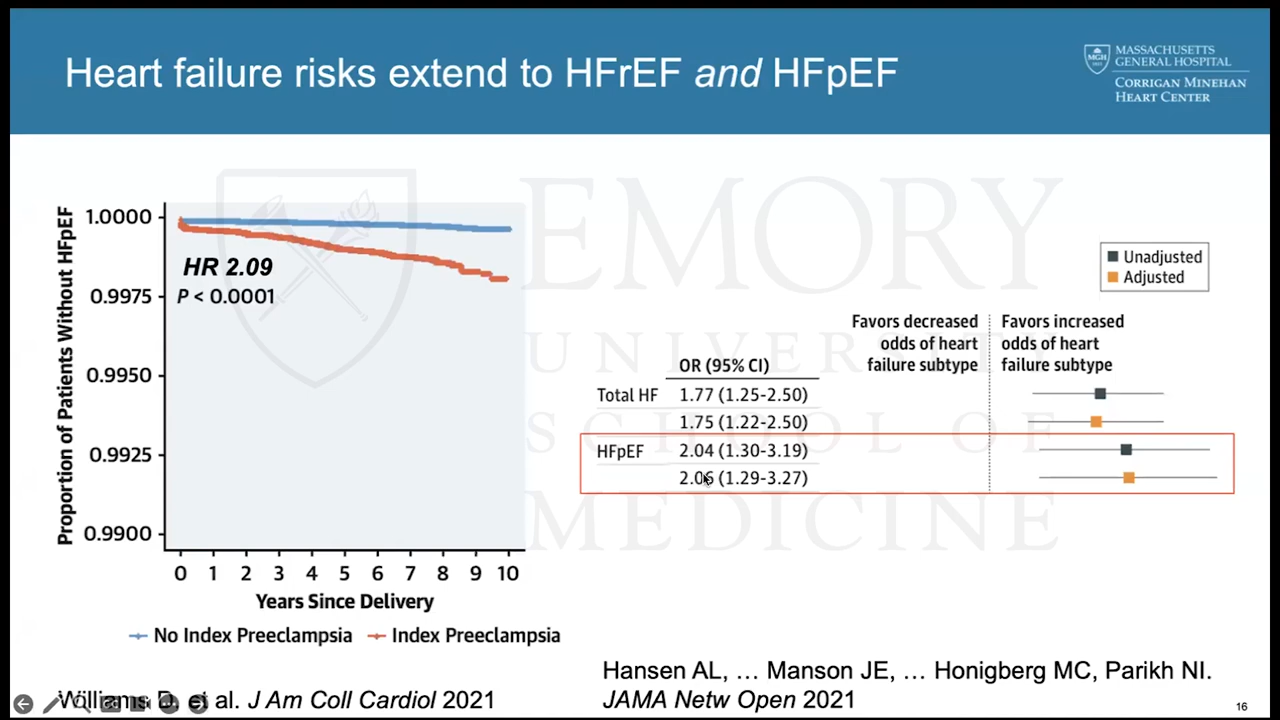 Heart failure risks extend to HFrEF and HFpEF
MGH
1811
MASSACHUSETTS
GENERAL HOSPITAL
CORRIGAN MINEHAN
HEART CENTER
EMORY
UNIVERSITY
SCHOOL OF
MEDICINE
Proportion of Patients Without HFpEF
1.0000
0.9975
0.9950
0.9925
0.9900
HR 2.09
P < 0.0001
0 1 2 3 4 5 6 7 8 9 10
Years Since Delivery
No Index Preeclampsia Index Preeclampsia
Unadjusted
Adjusted
Favors decreased
odds of heart
failure subtype
Favors increased
odds of heart
failure subtype
OR (95% CI)
Total HF 1.77 (1.25-2.50)
1.75 (1.22-2.50)
HFpEF 2.04 (1.30-3.19)
2.06 (1.29-3.27)
Williams D, et al. J Am Coll Cardiol 2021
Hansen AL, … Manson JE, … Honigberg MC, Parikh NI.
JAMA Netw Open 2021
16